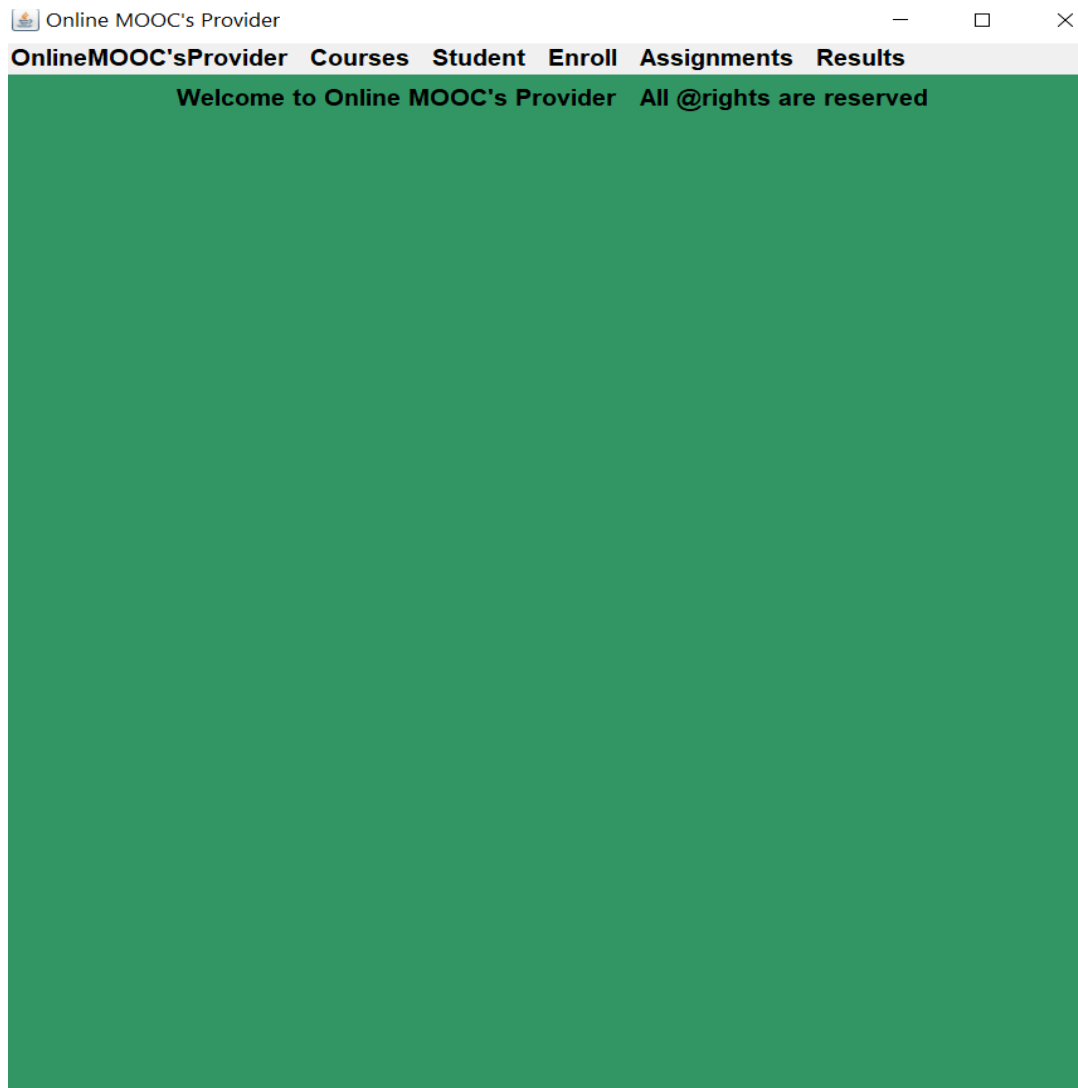 Online MOOC's Provider
OnlineMOOC'sProvider Courses Student Enroll Assignments Results
Welcome to Online MOOC's Provider All @rights are reserved